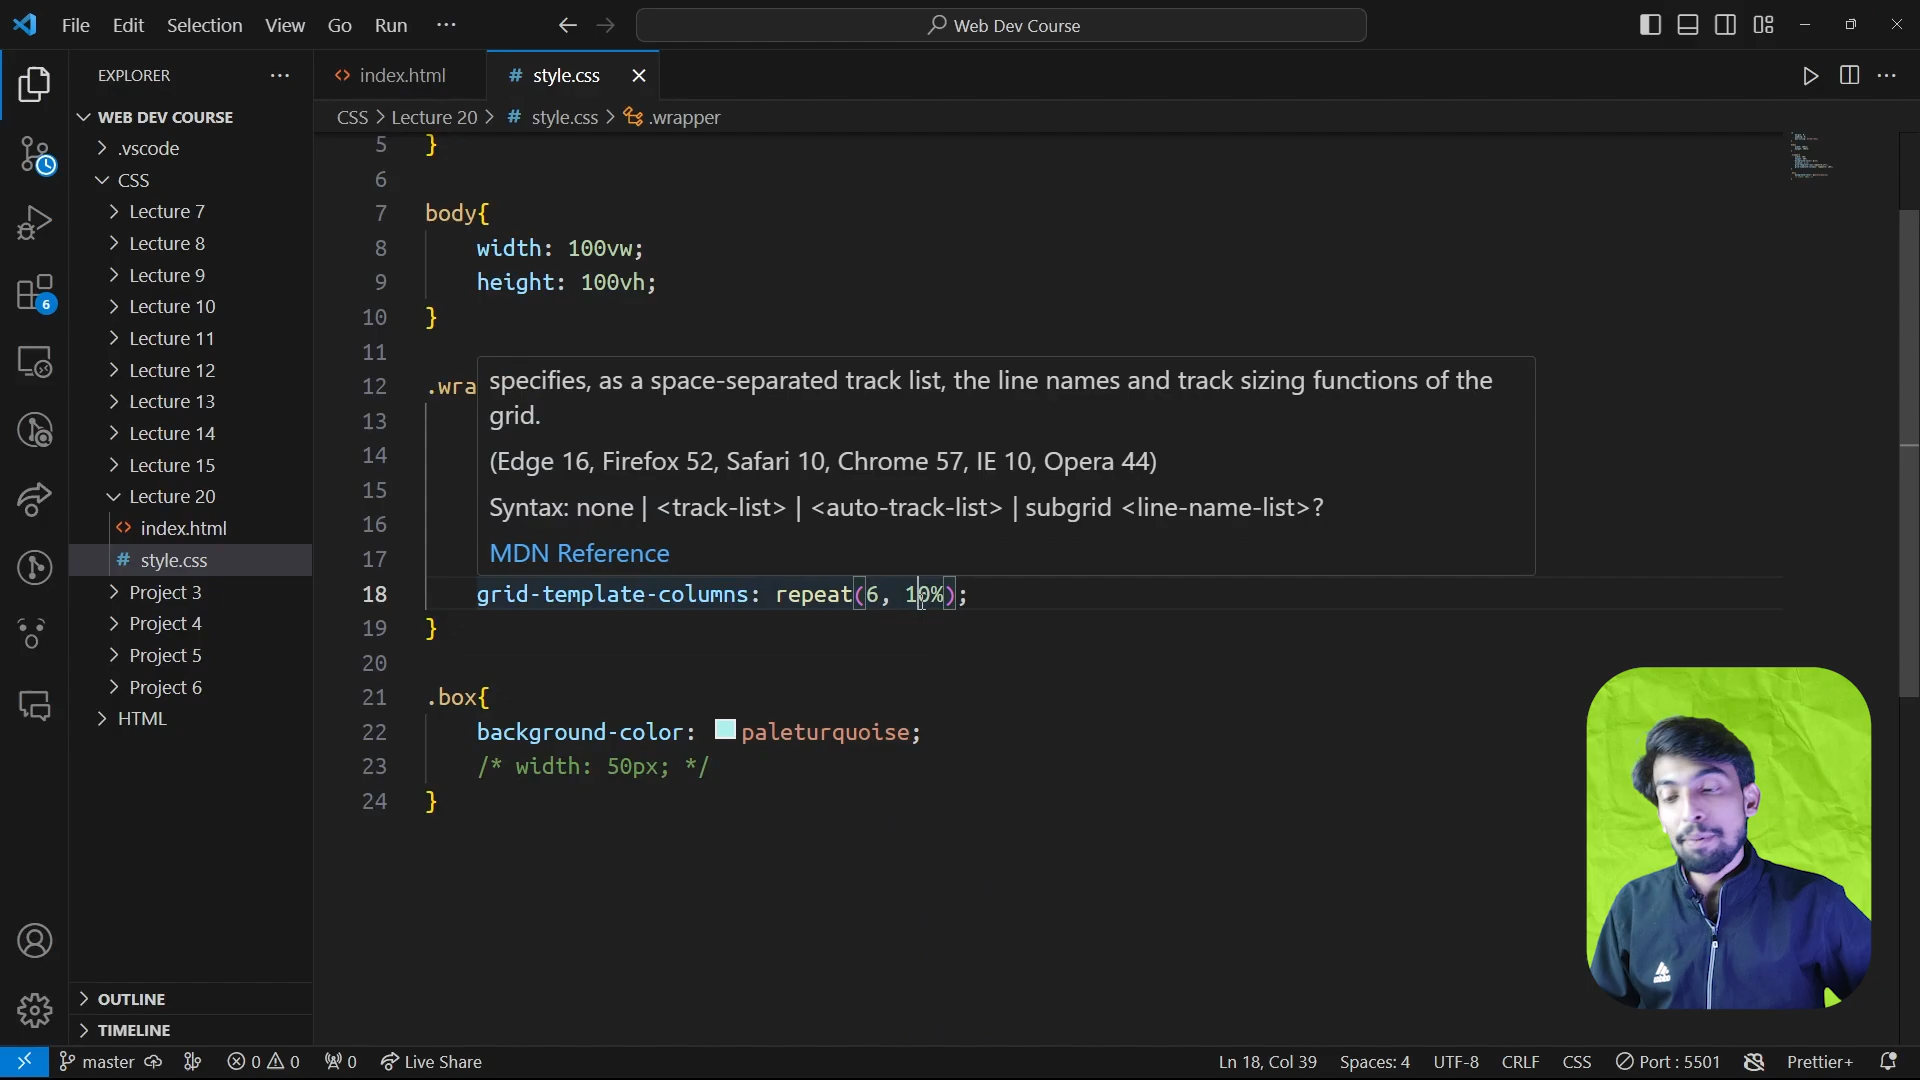 File Edit Selection View Go Run ··· Web Dev Course
EXPLORER ···
WEB DEV COURSE
.vscode
CSS
Lecture 7
Lecture 8
Lecture 9
Lecture 10
Lecture 11
Lecture 12
Lecture 13
Lecture 14
Lecture 15
Lecture 20
<> index.html
# style.css
Project 3
Project 4
Project 5
Project 6
HTML
OUTLINE
TIMELINE
6
<> index.html # style.css
CSS > Lecture 20 > # style.css > .wrapper
5 }
6
7 body{
8 width: 100vw;
9 height: 100vh;
10 }
11
12 .wra
13
14
15
16
17
specifies, as a space-separated track list, the line names and track sizing functions of the
grid.
(Edge 16, Firefox 52, Safari 10, Chrome 57, IE 10, Opera 44)
Syntax: none | <track-list> | <auto-track-list> | subgrid <line-name-list>?
MDN Reference
18 grid-template-columns: repeat(6, 10%);
19 }
20
21 .box{
22 background-color: paleturquoise;
23 /* width: 50px; */
24 }
master 0 0 0 Live Share Ln 18, Col 39 Spaces: 4 UTF-8 CRLF CSS Port : 5501 Prettier+